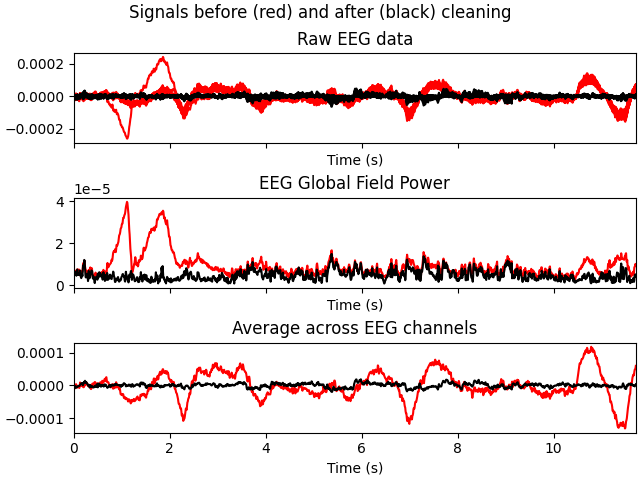 Signals before (red) and after (black) cleaning
Raw EEG data
0.0002
0.0000
−0.0002
Time (s)
EEG Global Field Power
1e−5
4
2
0
Time (s)
Average across EEG channels
0.0001
0.0000
−0.0001
0 2 4 6 8 10
Time (s)